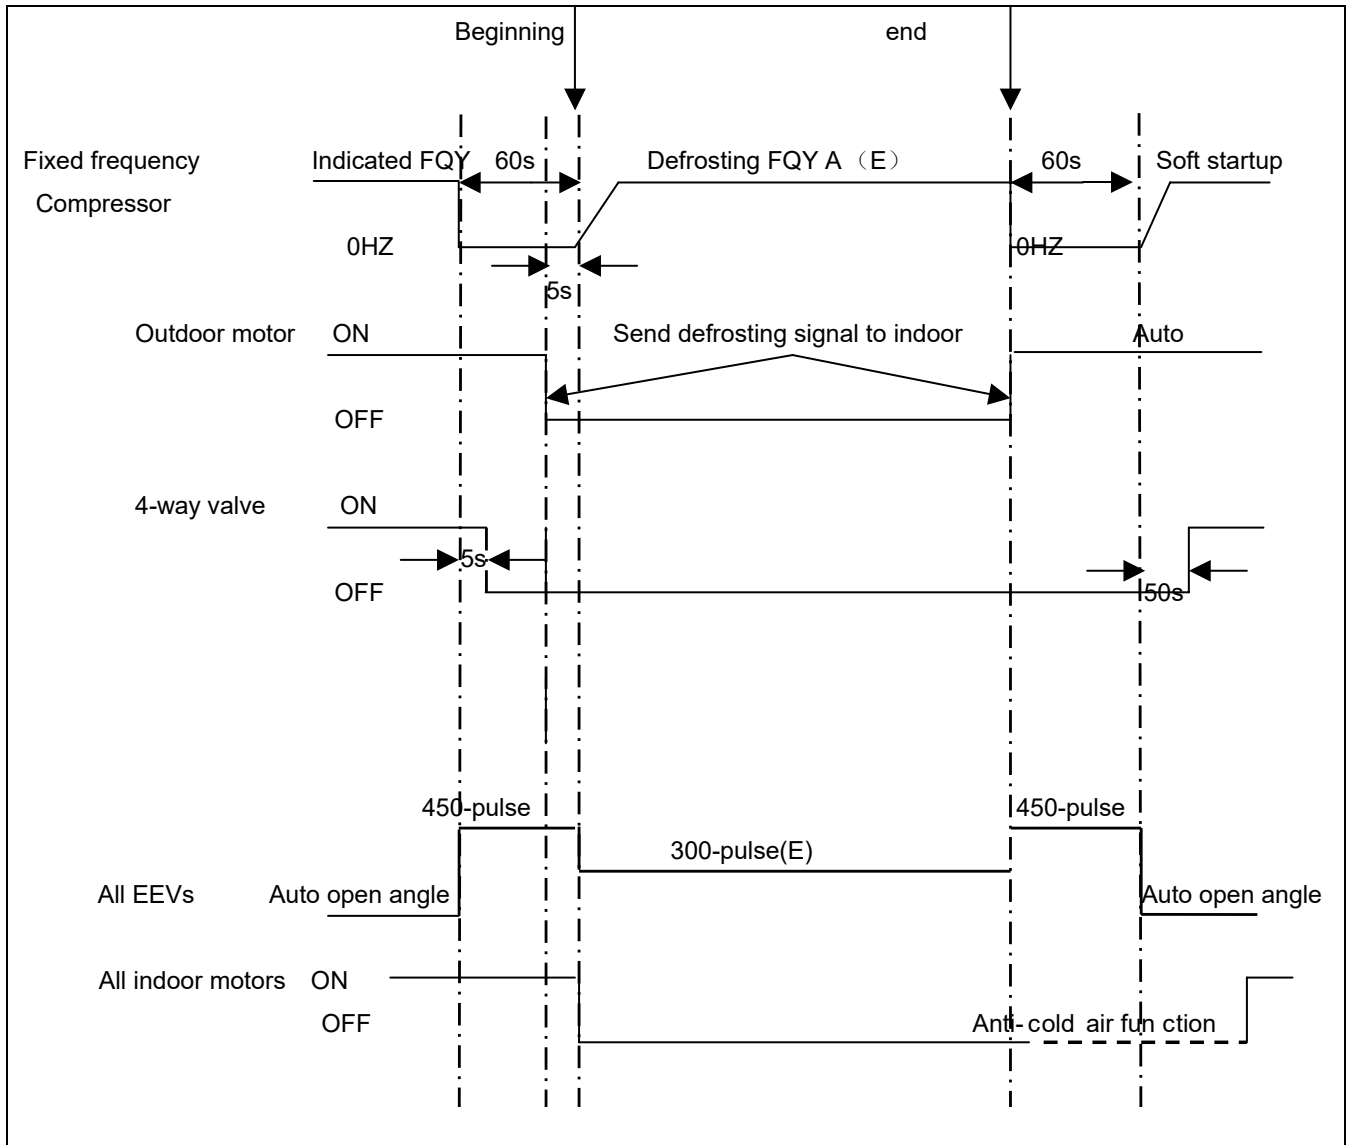 Beginning end
Fixed frequency Indicated FQY 60s Defrosting FQY A （E） 60s Soft startup
Compressor
0HZ 0HZ
5s
Outdoor motor ON Send defrosting signal to indoor Auto
OFF
4-way valve ON
5s
OFF 50s
450-pulse 450-pulse
300-pulse(E)
All EEVs Auto open angle Auto open angle
All indoor motors ON
OFF Anti-cold air fun ction